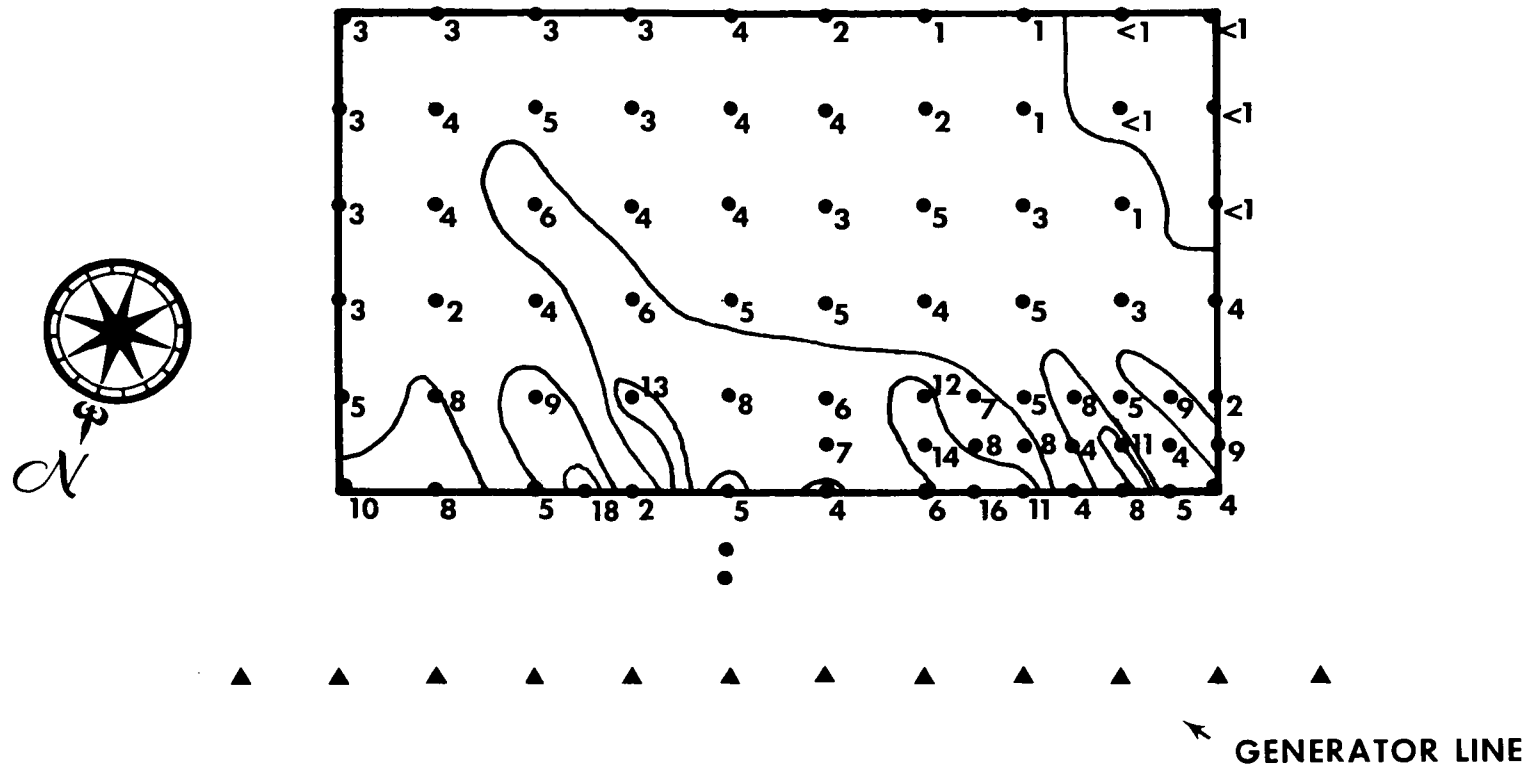 3 3 3 3 4 2 1 1 <1 <1
3 4 5 3 4 4 2 1 <1 <1
3 4 6 4 4 3 5 3 1 <1
3 2 4 6 5 5 4 5 3 4
5 8 9 13 8 6 12 7 5 8 5 9 2
7 14 8 8 4 11 4 9
10 8 5 18 2 5 4 6 16 11 4 8 5 4
N
GENERATOR LINE